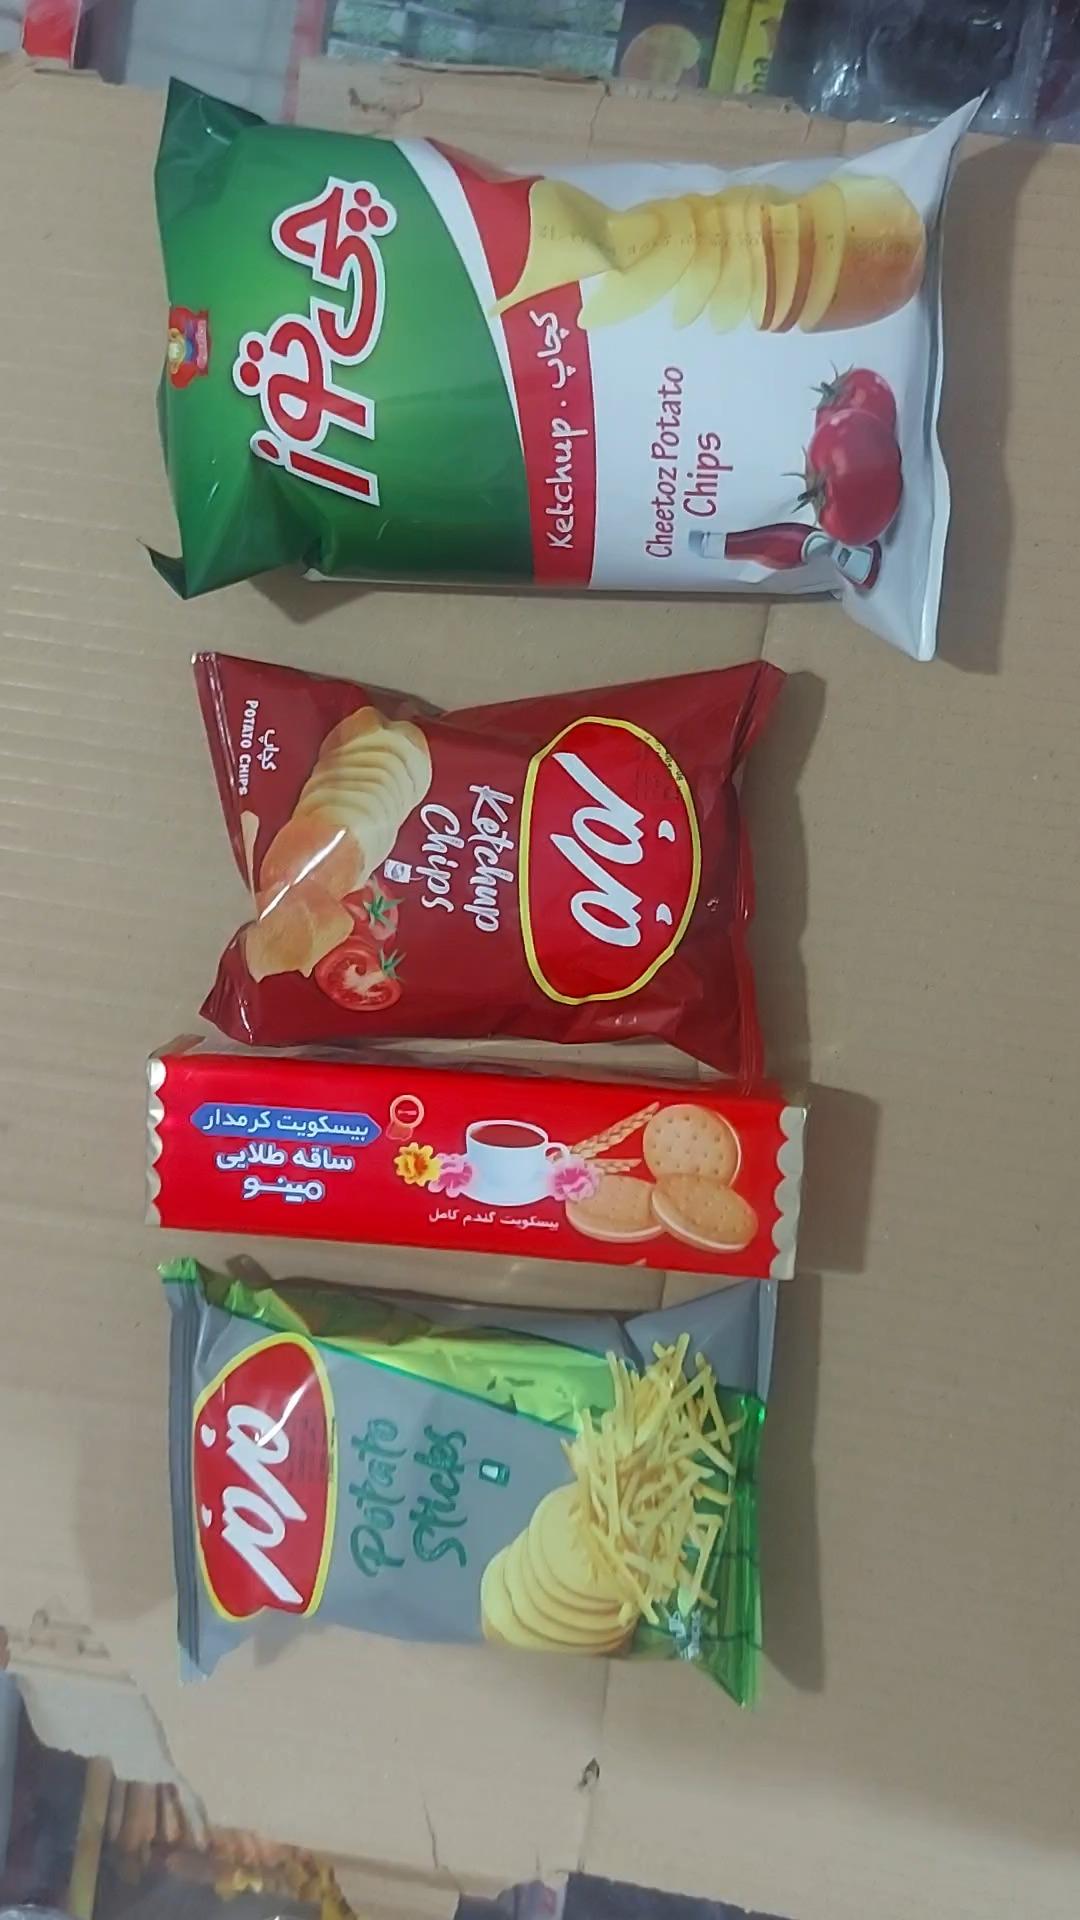 چی‌توز
Ketchup . کچاپ
Cheetoz Potato
Chips
مزمز
Ketchup
Chips
کچاپ
POTATO CHIPS
بیسکویت کرمدار
ساقه طلایی
مینو
بیسکویت گندم کامل
مزمز
Potato
Sticks